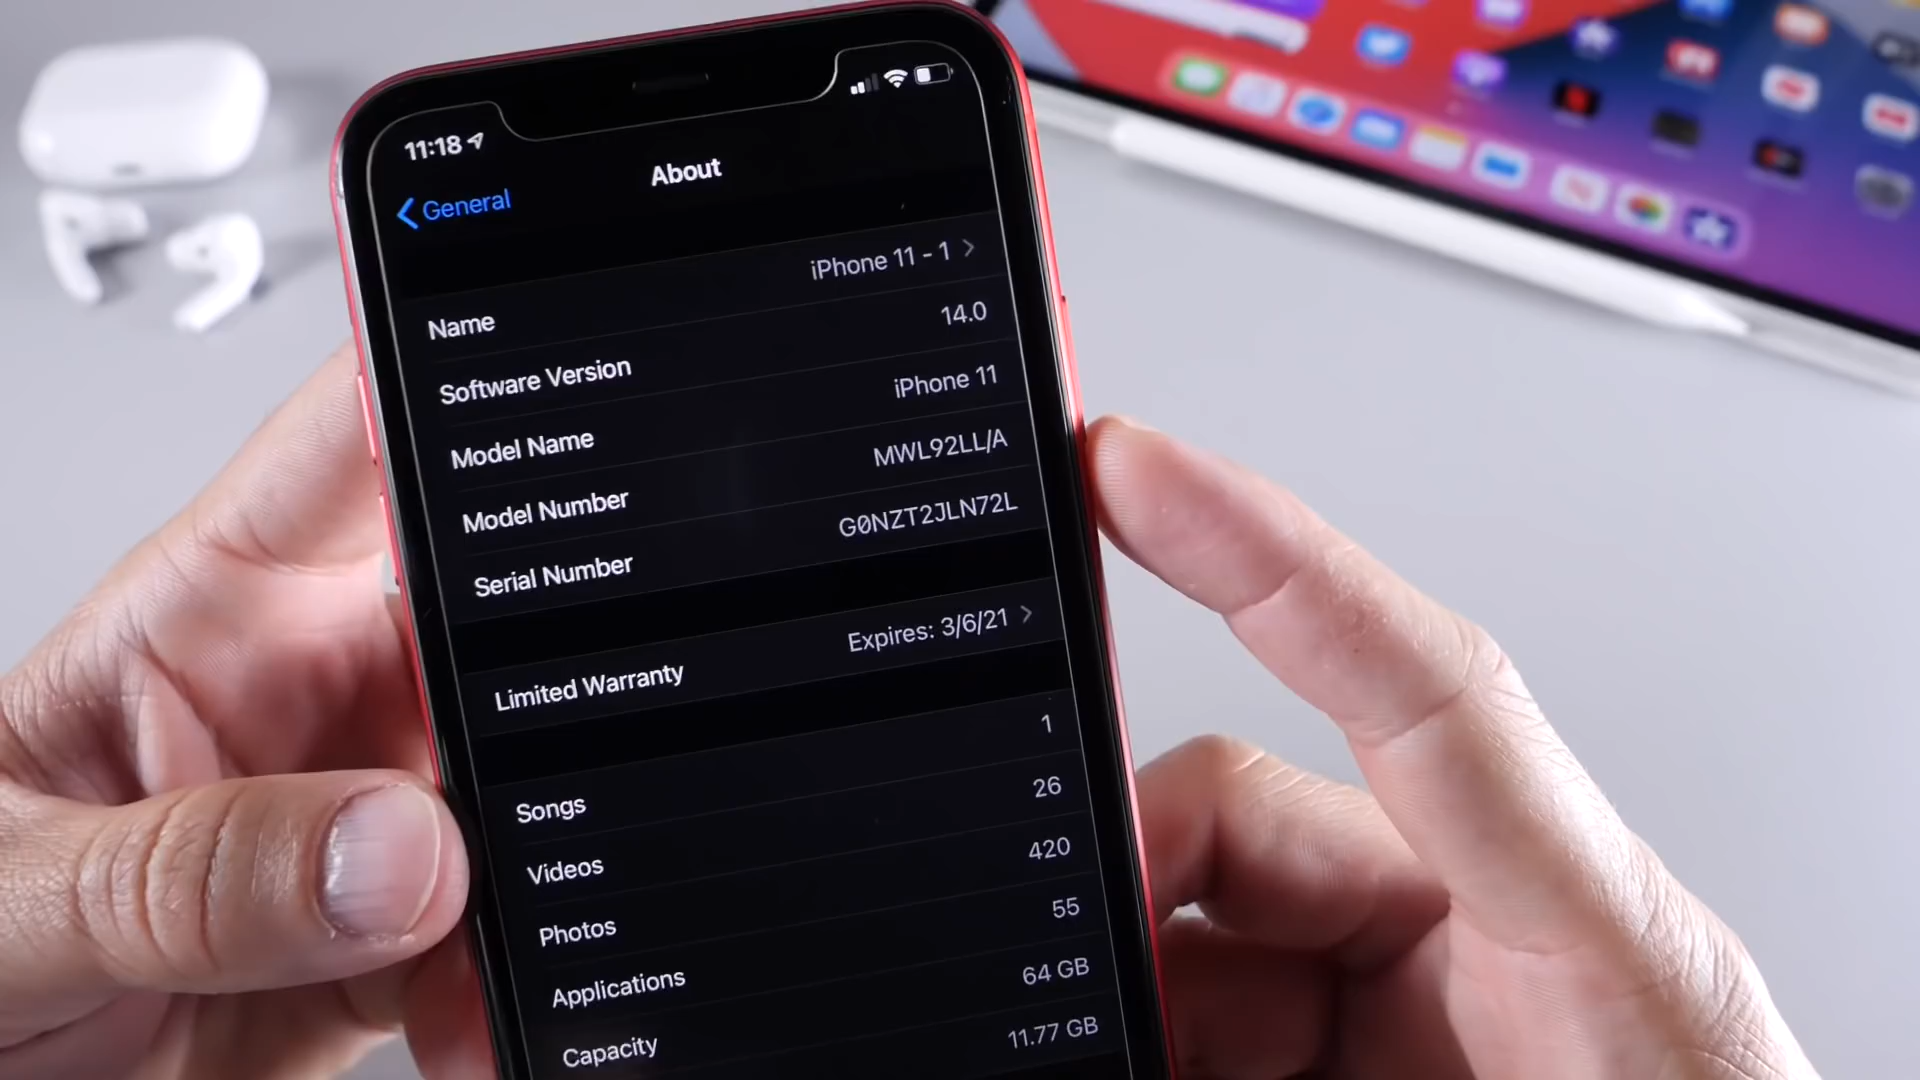 11:18
General
About
Name iPhone 11 - 1
Software Version 14.0
Model Name iPhone 11
Model Number MWL92LL/A
Serial Number G0NZT2JLN72L
Limited Warranty Expires: 3/6/21
Songs 1
Videos 26
Photos 420
Applications 55
Capacity 64 GB
11.77 GB